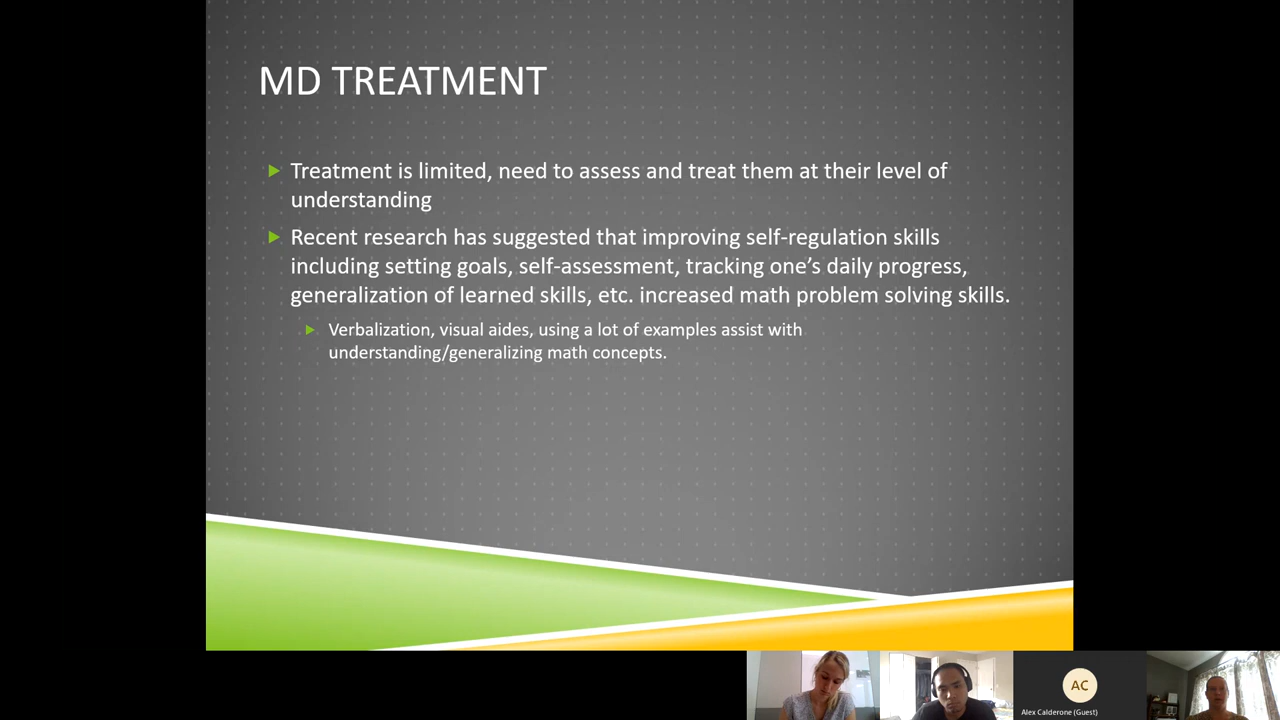 MD TREATMENT
Treatment is limited, need to assess and treat them at their level of
understanding
Recent research has suggested that improving self-regulation skills
including setting goals, self-assessment, tracking one’s daily progress,
generalization of learned skills, etc. increased math problem solving skills.
Verbalization, visual aides, using a lot of examples assist with
understanding/generalizing math concepts.
AC
Alex Calderone (Guest)